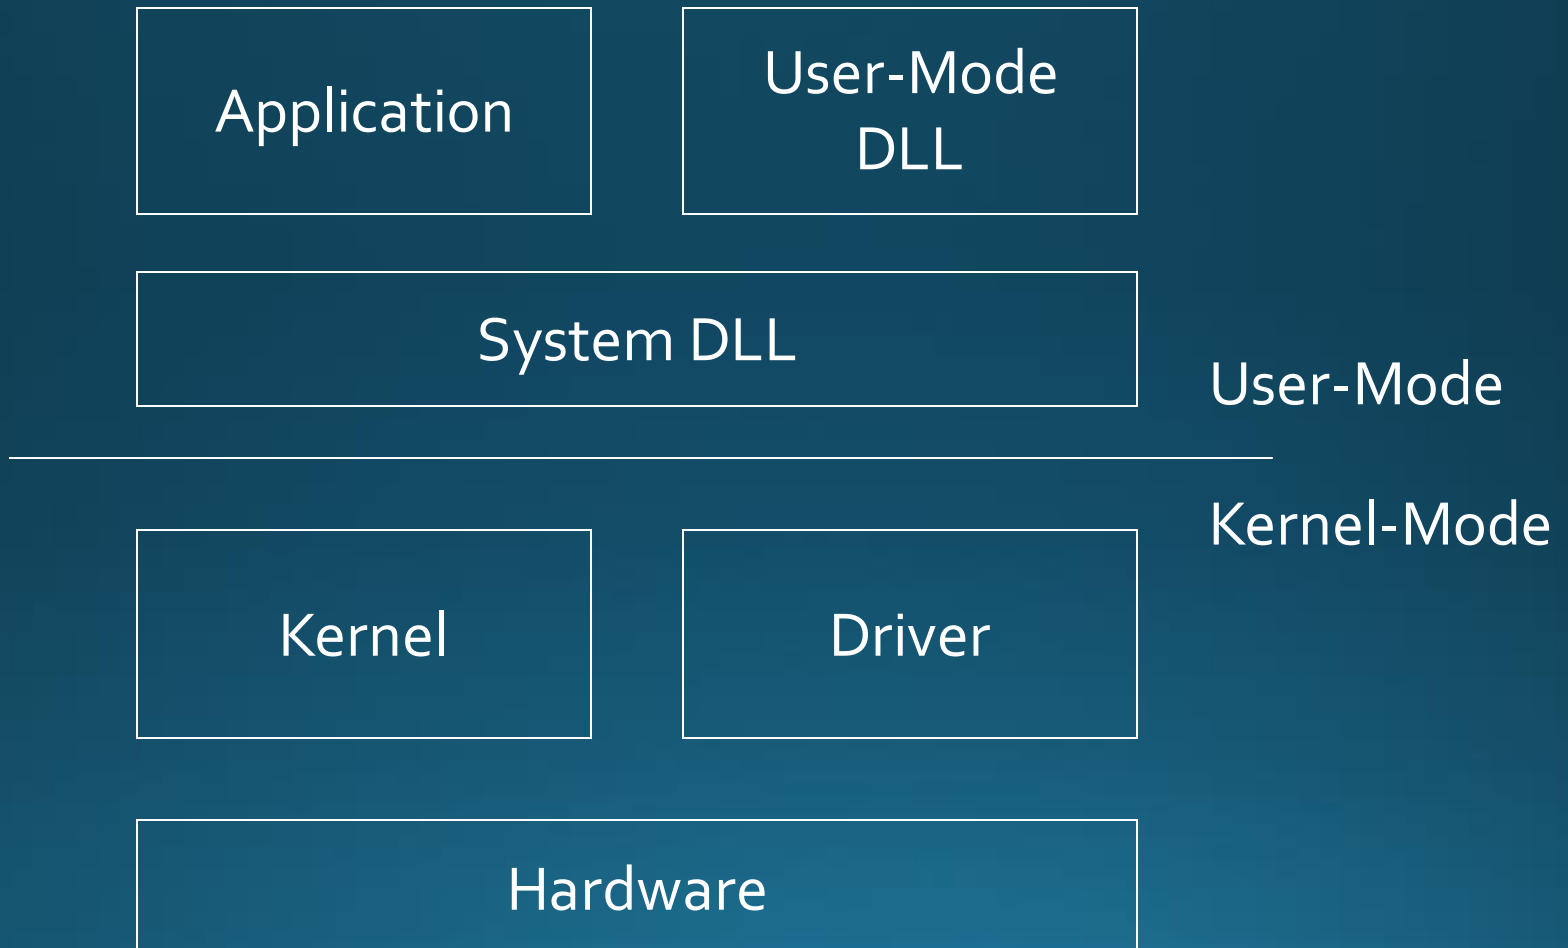 Application
User-Mode
DLL
System DLL
User-Mode
Kernel-Mode
Kernel
Driver
Hardware